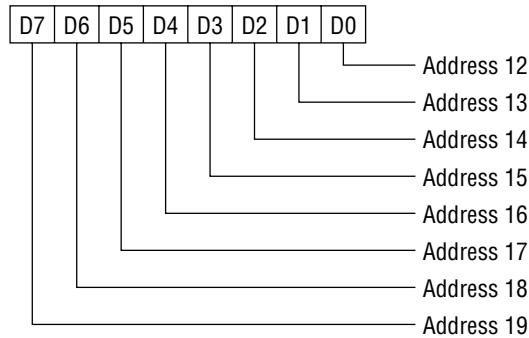 D7 D6 D5 D4 D3 D2 D1 D0
Address 12
Address 13
Address 14
Address 15
Address 16
Address 17
Address 18
Address 19